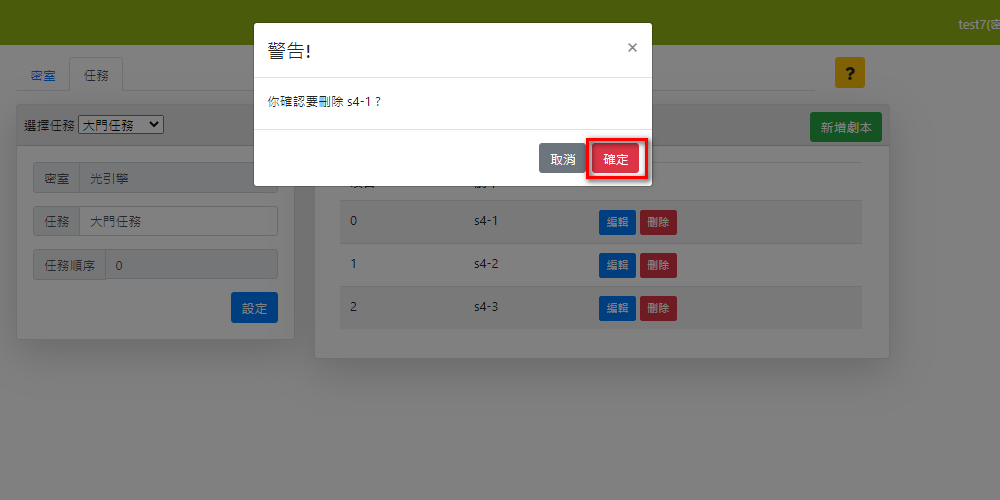 test7(密
警告!
×
你確認要刪除 s4-1 ?
取消 確定
密室 任務
?
選擇任務 大門任務
新增劇本
密室 光引擎
任務 大門任務
任務順序 0
設定
0 s4-1 編輯 刪除
1 s4-2 編輯 刪除
2 s4-3 編輯 刪除